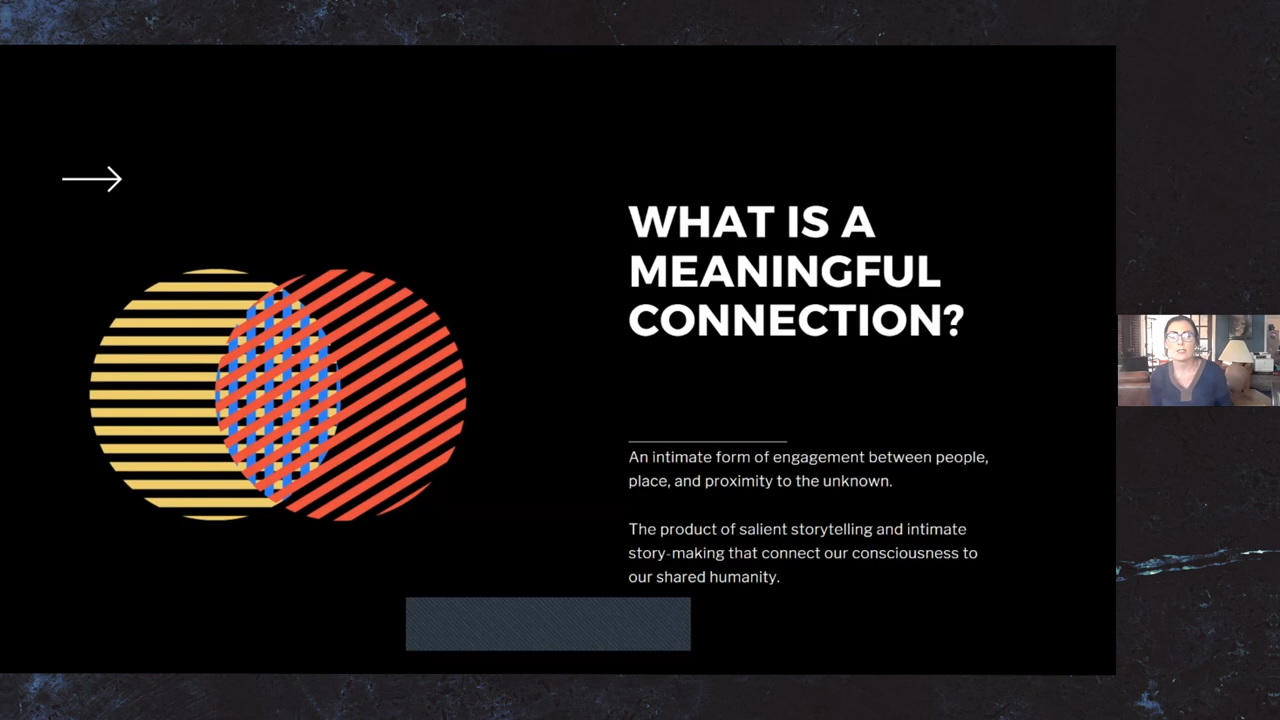 WHAT IS A
MEANINGFUL
CONNECTION?
An intimate form of engagement between people,
place, and proximity to the unknown.
The product of salient storytelling and intimate
story-making that connect our consciousness to
our shared humanity.